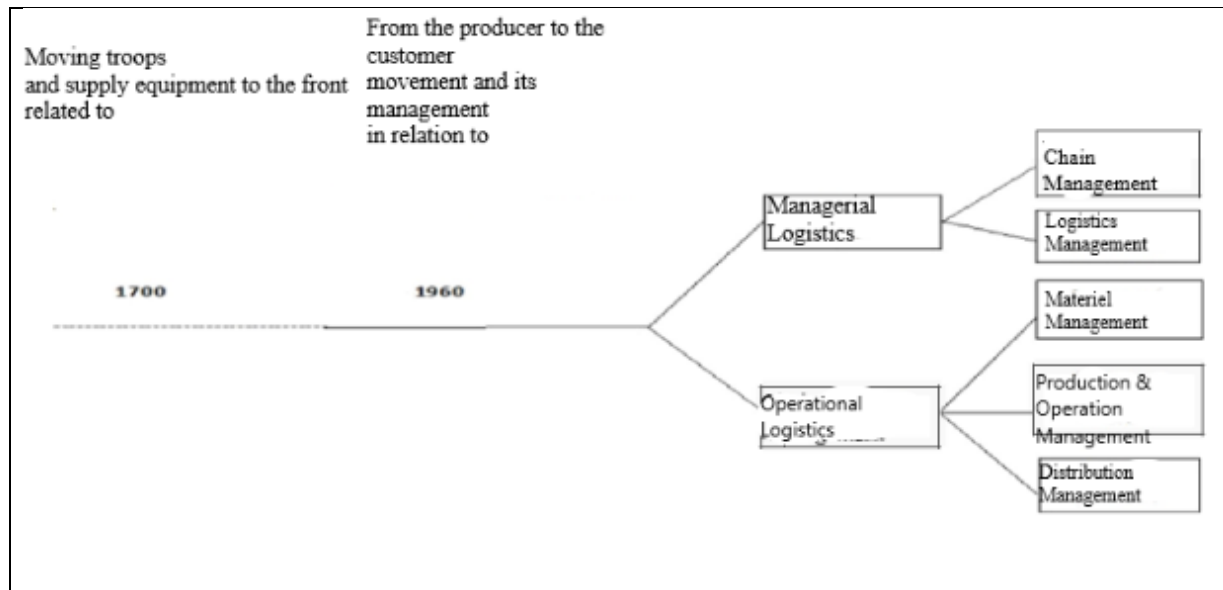 Moving troops
and supply equipment to the front
related to
From the producer to the
customer
movement and its
management
in relation to
1700
1960
Managerial
Logistics
Operational
Logistics
Chain
Management
Logistics
Management
Materiel
Management
Production &
Operation
Management
Distribution
Management